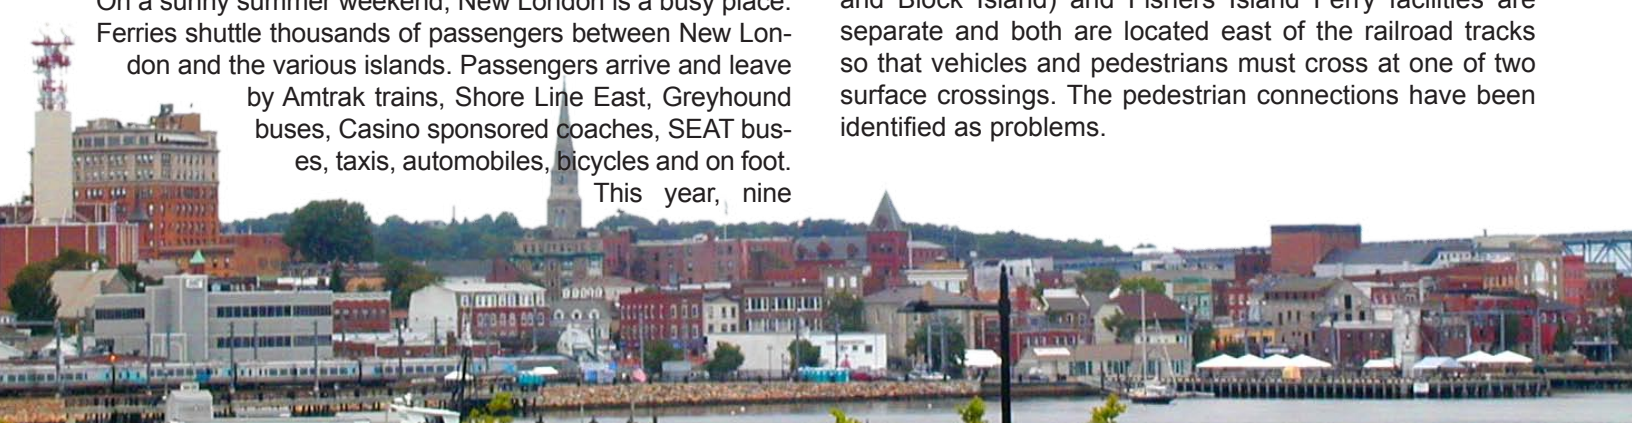 On a sunny summer weekend, New London is a busy place.
Ferries shuttle thousands of passengers between New Lon-
don and the various islands. Passengers arrive and leave
by Amtrak trains, Shore Line East, Greyhound
buses, Casino sponsored coaches, SEAT bus-
es, taxis, automobiles, bicycles and on foot.
This year, nine
and Block Island) and Fishers Island Ferry facilities are
separate and both are located east of the railroad tracks
so that vehicles and pedestrians must cross at one of two
surface crossings. The pedestrian connections have been
identified as problems.